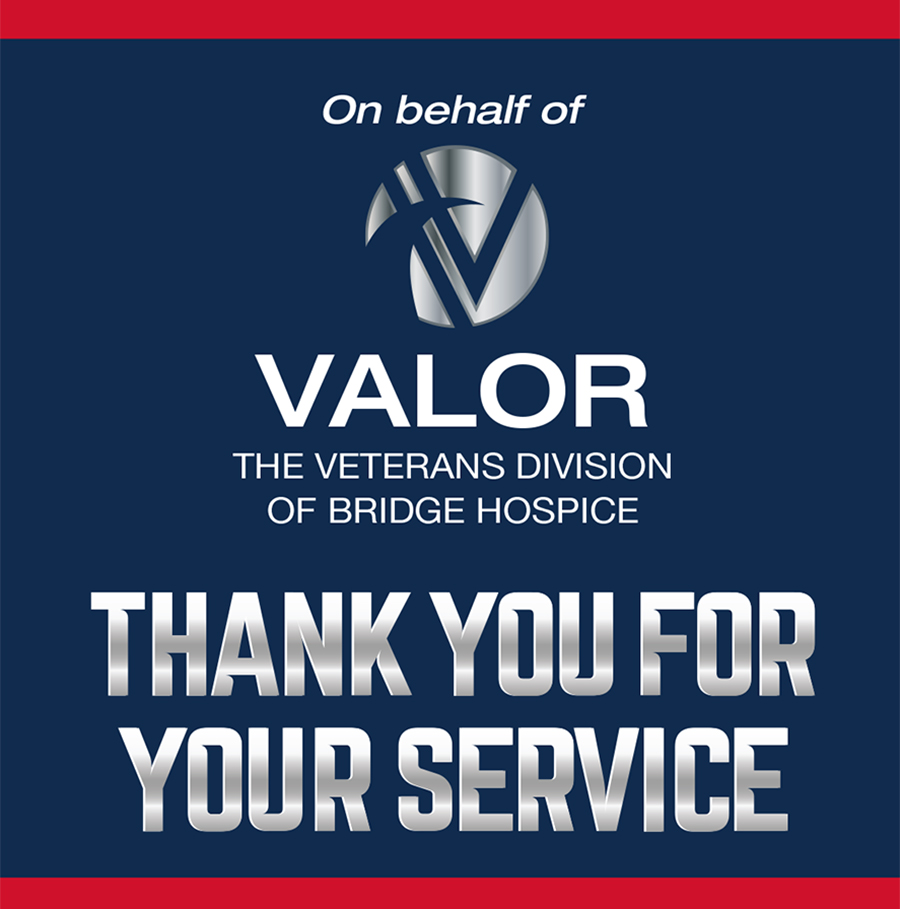 On behalf of
VALOR
THE VETERANS DIVISION
OF BRIDGE HOSPICE
THANK YOU FOR
YOUR SERVICE